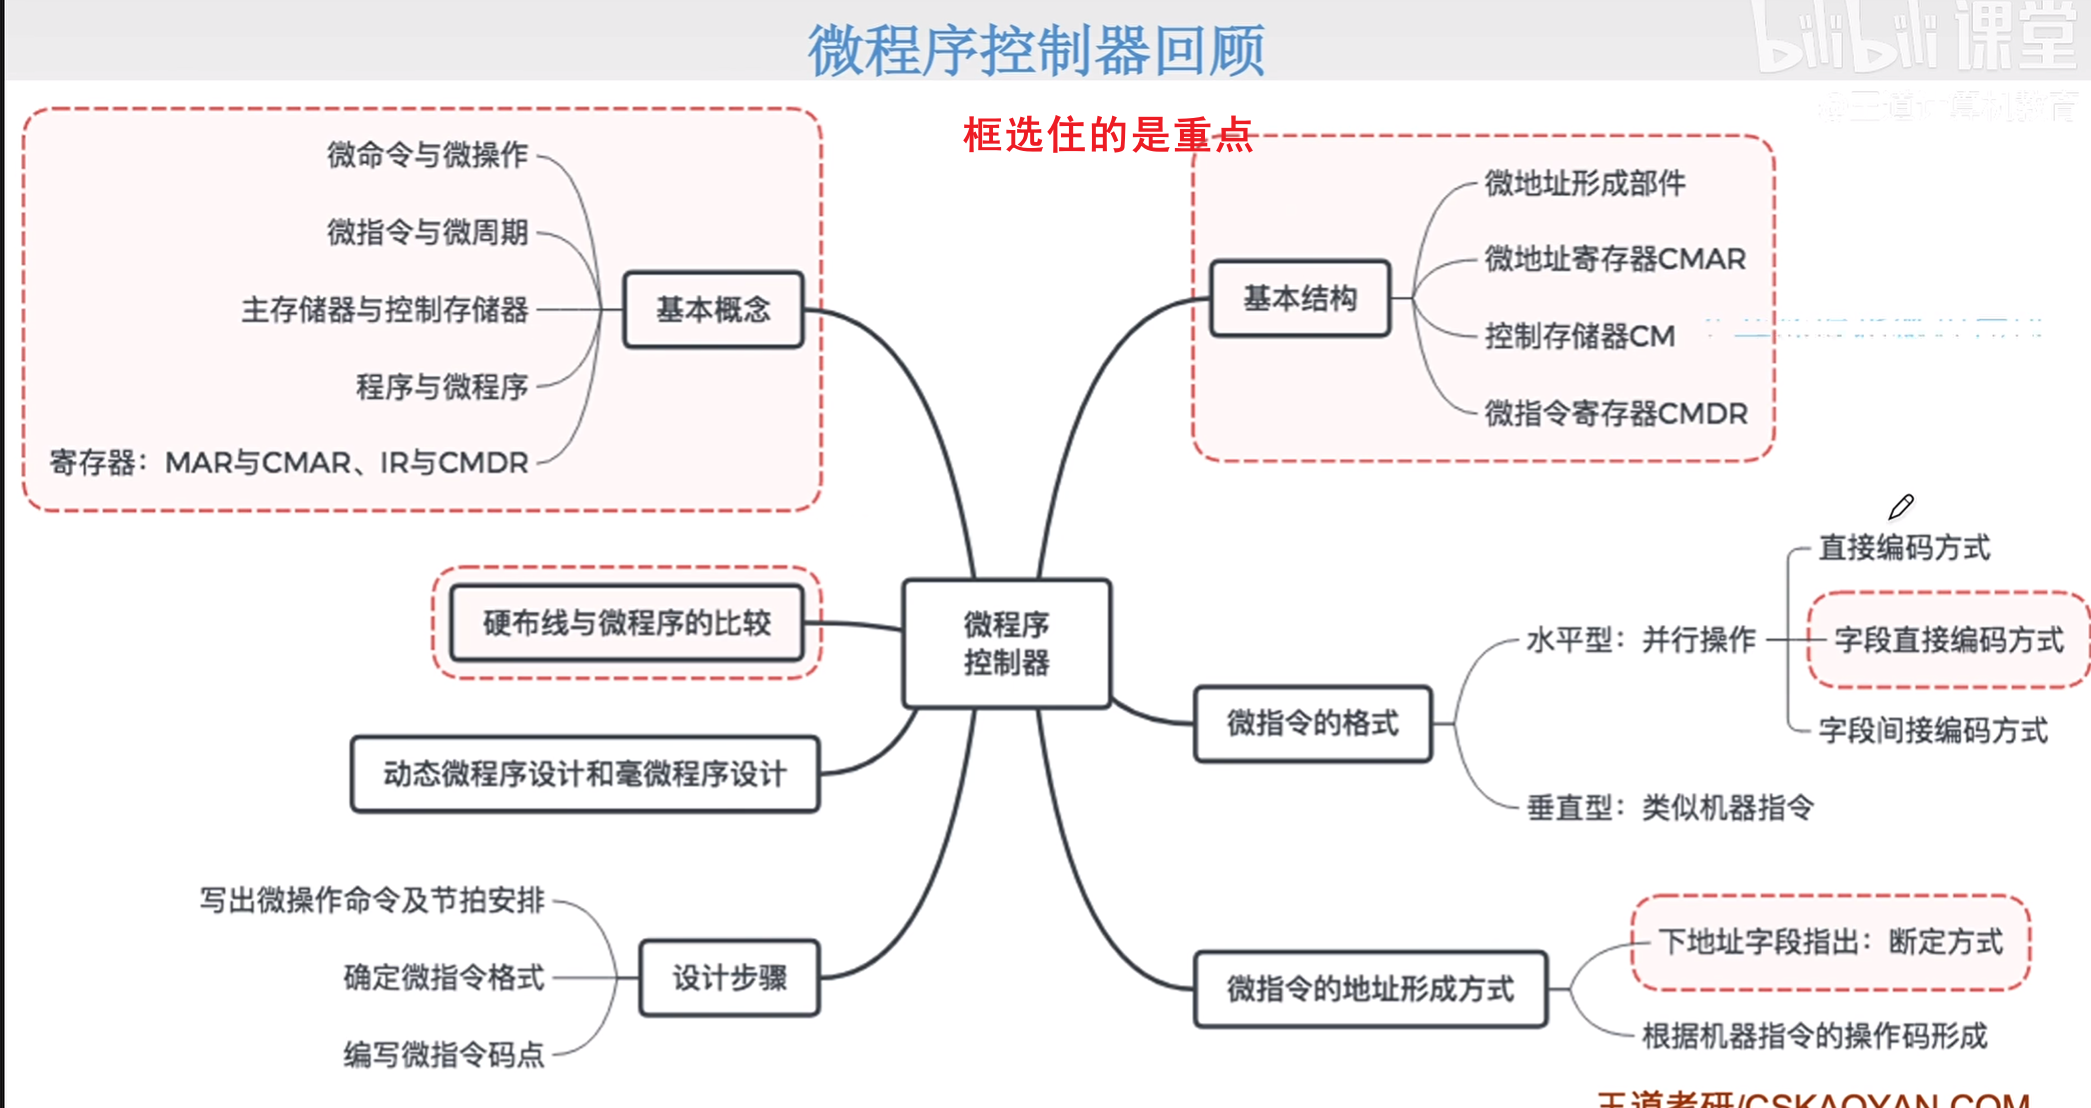 微程序控制器回顾
bilibili 课堂
@王道计算机教育
框选住的是重点
微命令与微操作
微指令与微周期
主存储器与控制存储器
程序与微程序
寄存器：MAR与CMAR、IR与CMDR
基本概念
基本结构
微地址形成部件
微地址寄存器CMAR
控制存储器CM
微指令寄存器CMDR
硬布线与微程序的比较
微程序
控制器
动态微程序设计和毫微程序设计
微指令的格式
水平型：并行操作
直接编码方式
字段直接编码方式
字段间接编码方式
垂直型：类似机器指令
写出微操作命令及节拍安排
确定微指令格式
编写微指令码点
设计步骤
微指令的地址形成方式
下地址字段指出：断定方式
根据机器指令的操作码形成
王道考研/CSKAOYAN.COM